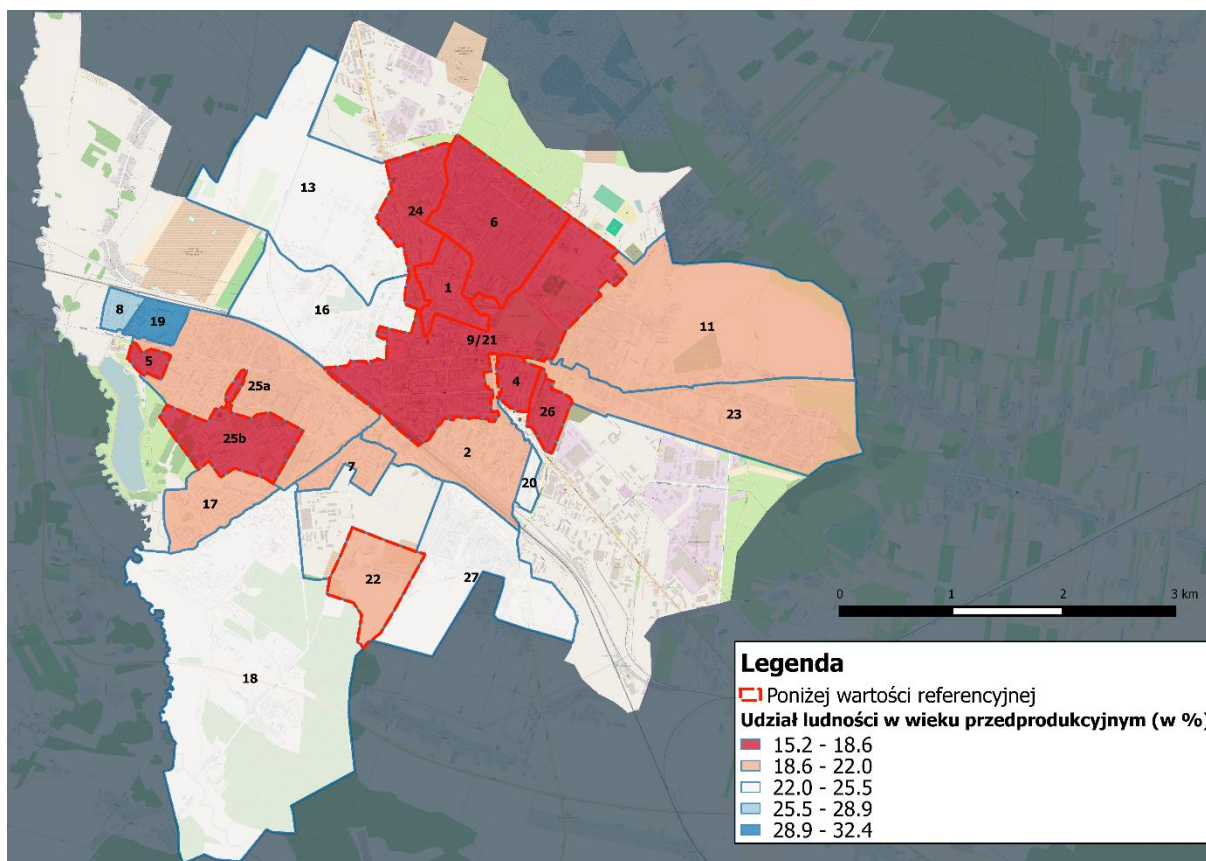 13
24
6
1
16
8
19
9/21
11
5
25a
4
26
23
25b
2
7
20
17
22
27
18
0 1 2 3 km
Legenda
Poniżej wartości referencyjnej
Udział ludności w wieku przedprodukcyjnym (w %)
15.2 - 18.6
18.6 - 22.0
22.0 - 25.5
25.5 - 28.9
28.9 - 32.4